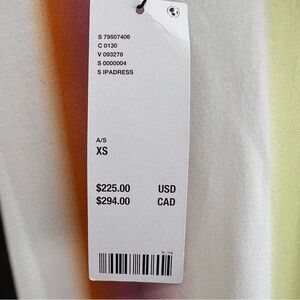 S 79507406
C 0130
V 093278
S 0000004
S IPADRESS
A/S
XS
$225.00 USD
$294.00 CAD